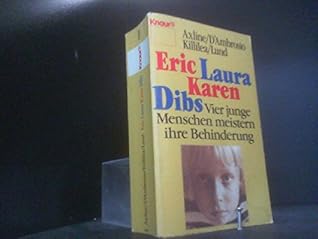 Knaur
Axline/D'Ambrosio
Killilea/Lund
Eric Laura
Karen
Dibs Vier junge
Menschen meistern
ihre Behinderung